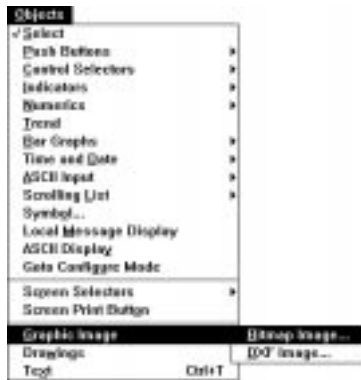 Objects
✓Select
Push Buttons
Control Selectors
Indicators
Numerics
Trend
Bar Graphs
Time and Date
ASCII Input
Scrolling List
Symbol...
Local Message Display
ASCII Display
Goto Configure Mode
Screen Selectors
Screen Print Button
Graphic Image
Bitmap Image...
Drawings
DXF Image...
Text Ctrl+T